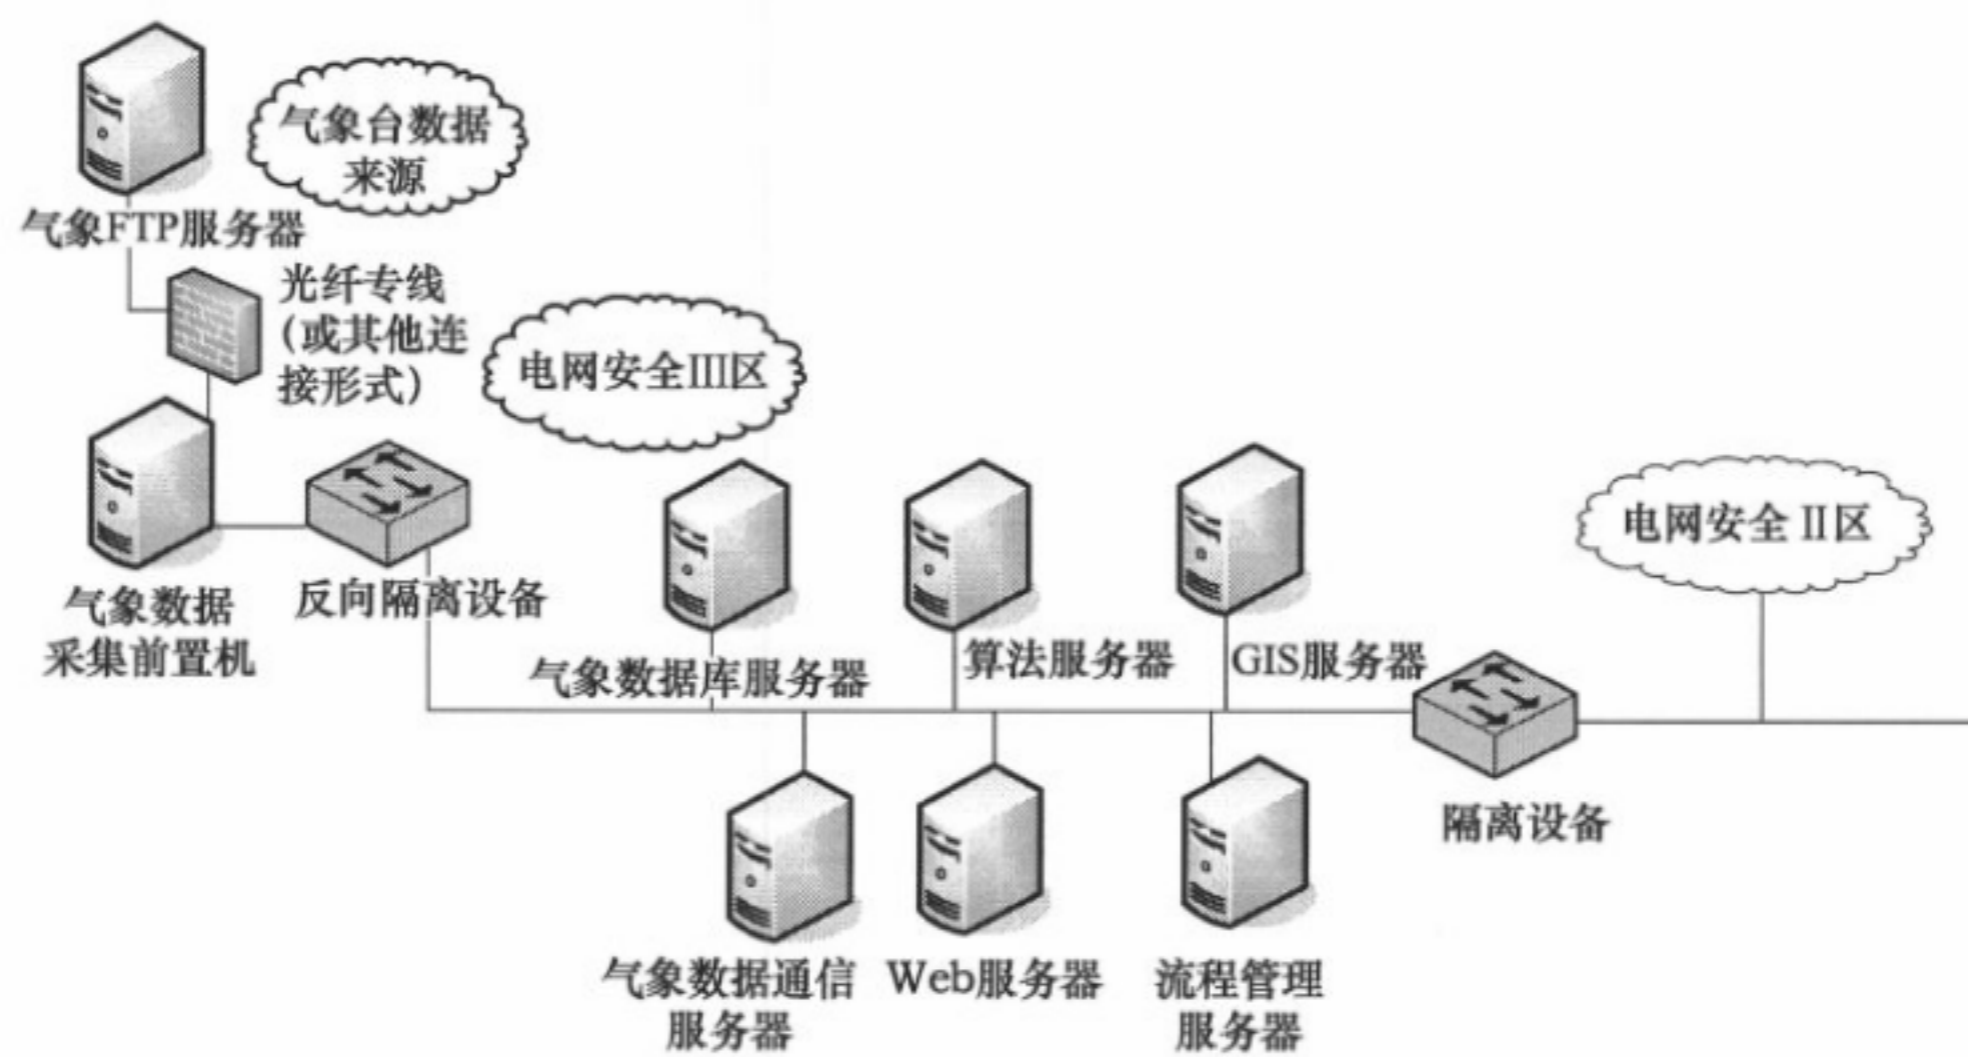 气象台数据
来源
气象FTP服务器
光纤专线
（或其他连
接形式）
电网安全III区
电网安全 II区
气象数据
采集前置机
反向隔离设备
气象数据库服务器
算法服务器
GIS服务器
隔离设备
气象数据通信
服务器
Web服务器
流程管理
服务器